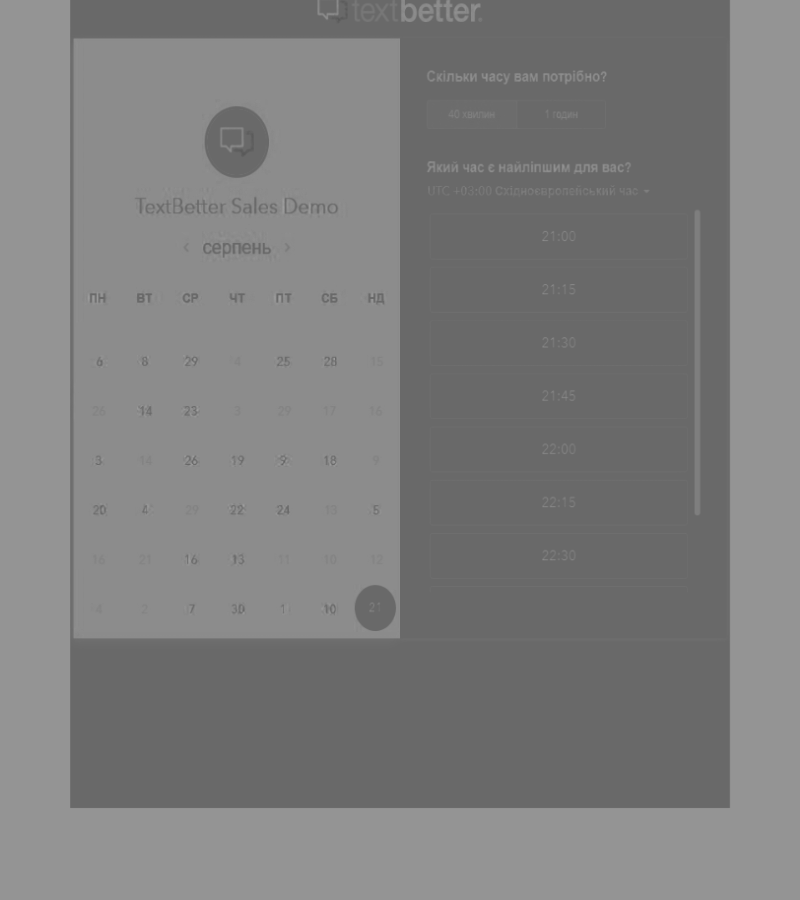 textbetter.
TextBetter Sales Demo
‹ серпень ›
ПН ВТ СР ЧТ ПТ СБ НД
6 8 29 4 25 28 15
26 14 23 3 29 17 16
3 14 26 19 9 18
20 4 29 22 24 13 5
16 21 16 13 11 10 12
4 2 7 30 1 10 21
Скільки часу вам потрібно?
40 хвилин 1 годин
Який час є найліпшим для вас?
UTC +03:00 Східноєвропейський час
21:00
21:15
21:30
21:45
22:00
22:15
22:30